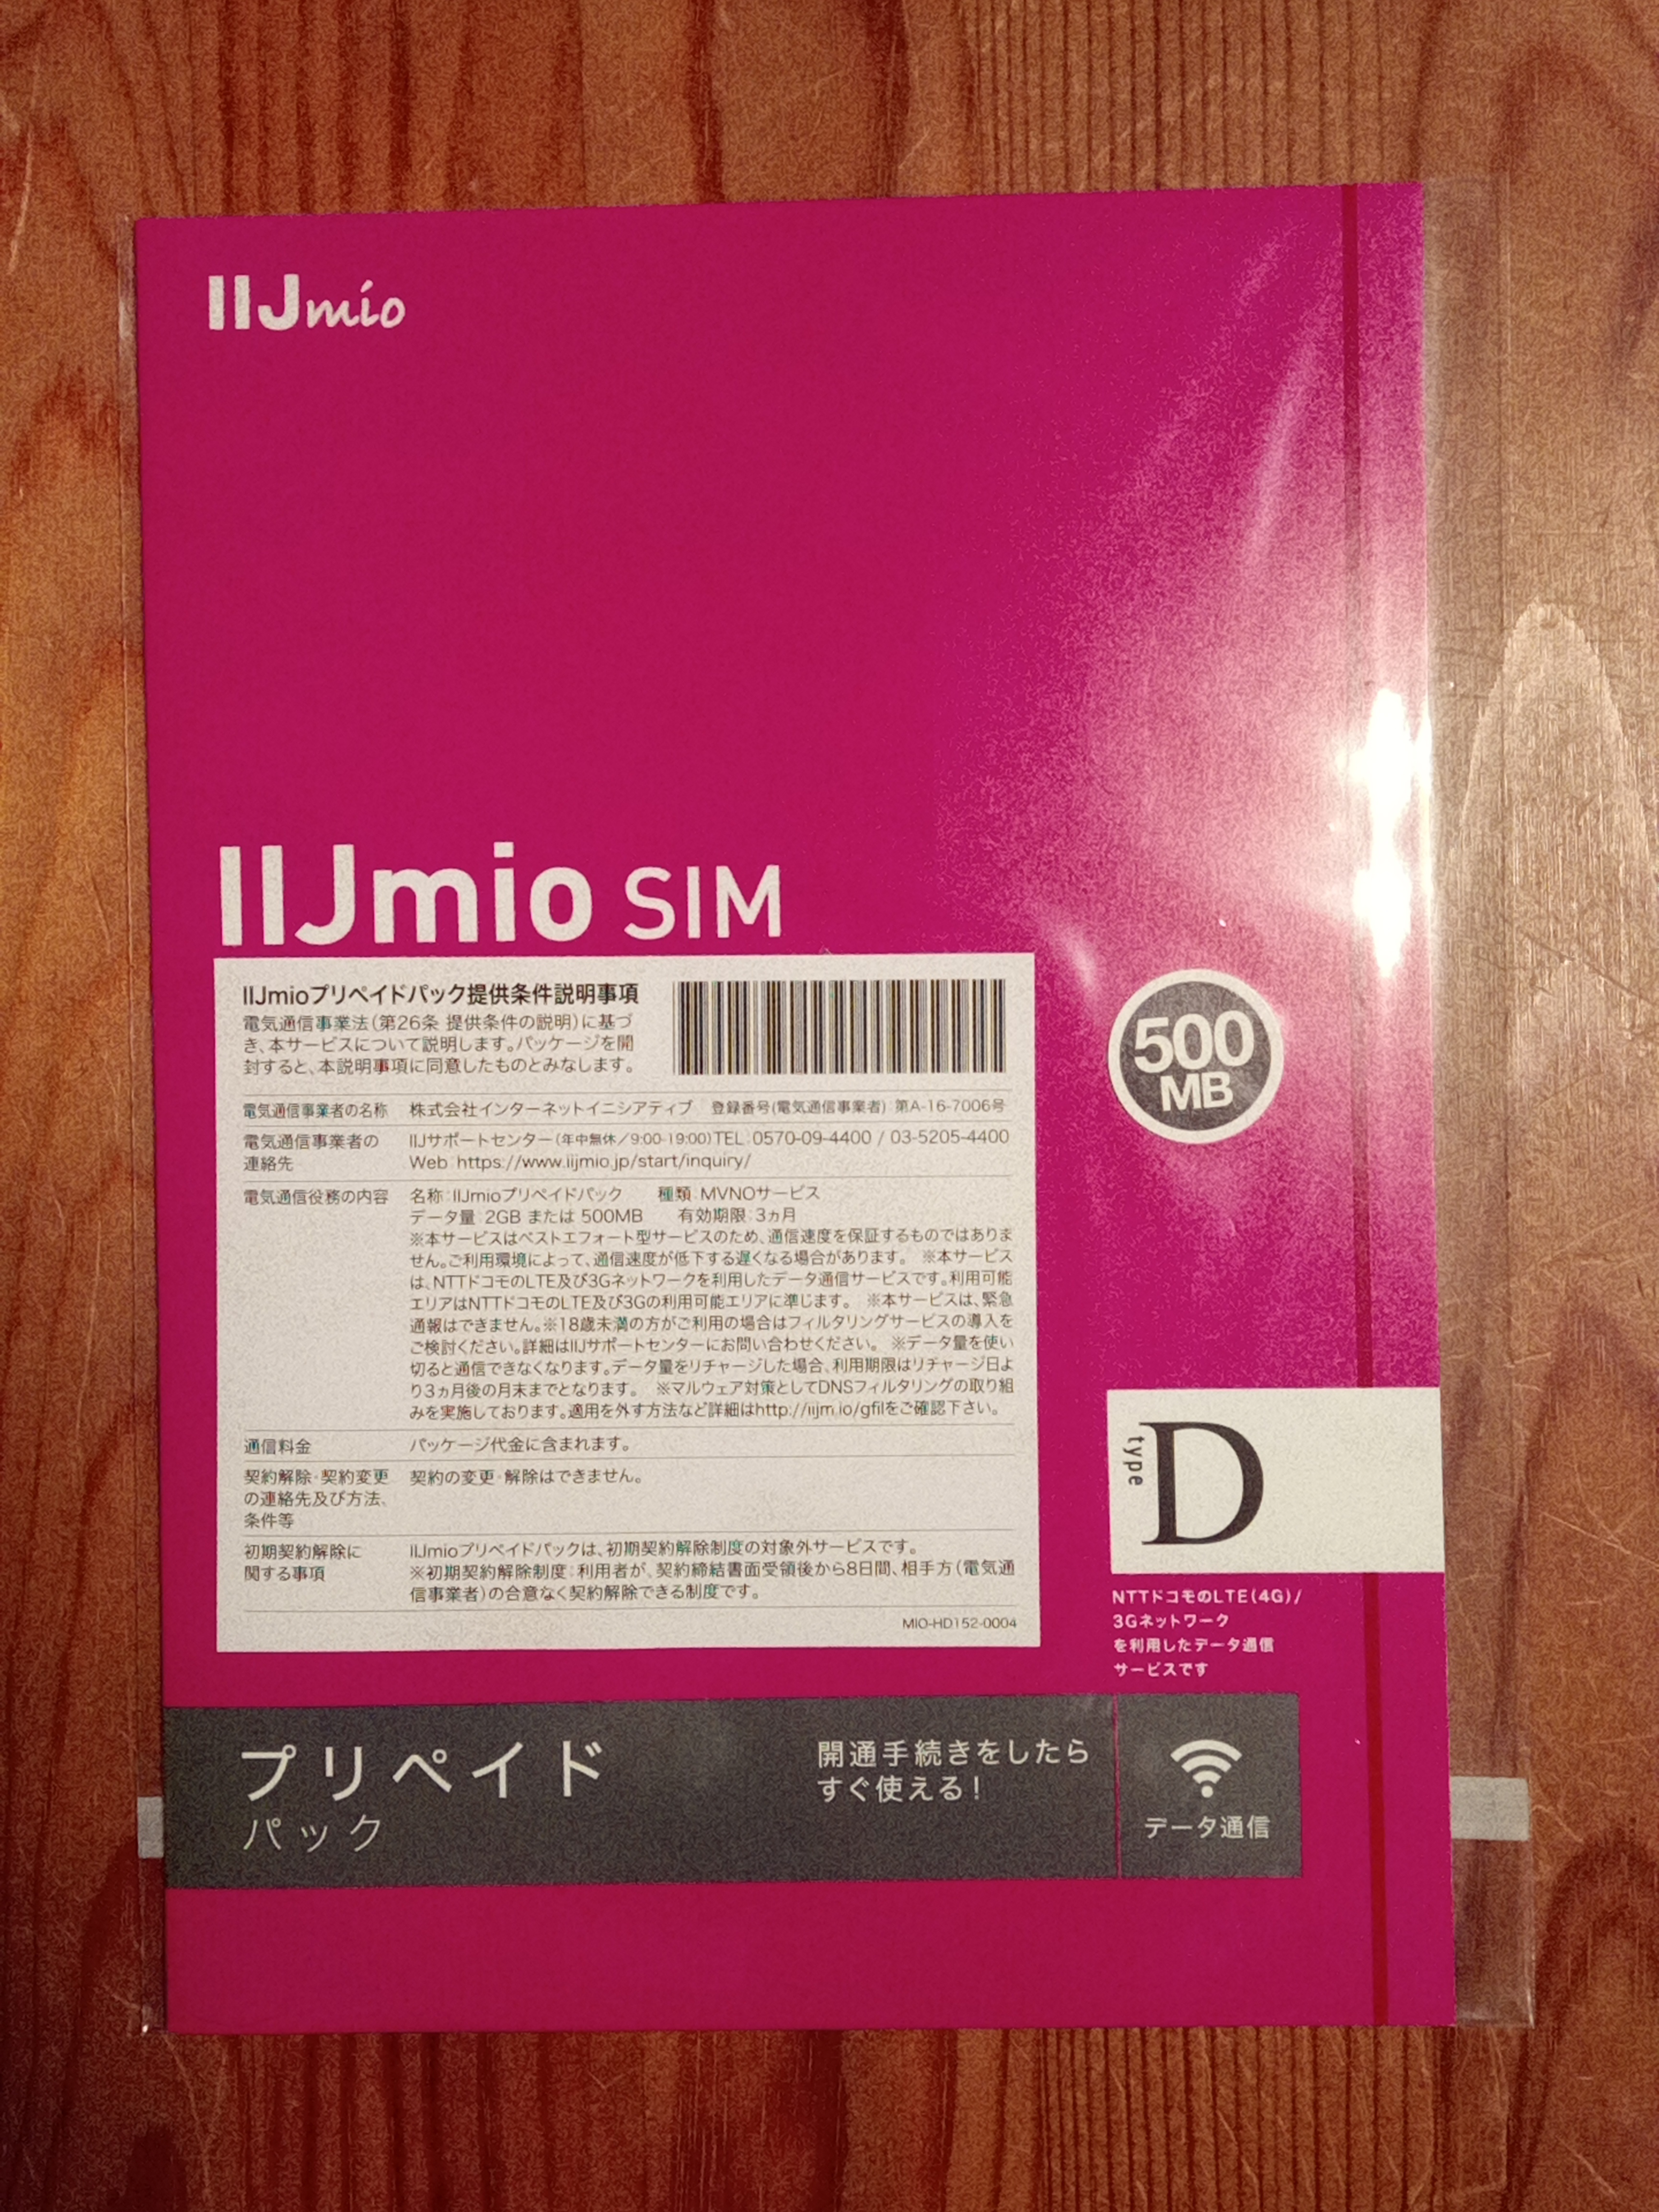 IIJmio
IIJmio SIM
IIJmioプリペイドパック提供条件説明事項
電気通信事業法(第26条 提供条件の説明)に基づ
き、本サービスについて説明します。パッケージを開
封すると、本説明事項に同意したものとみなします。
電気通信事業者の名称 株式会社インターネットイニシアティブ 登録番号(電気通信事業者) 第A-16-7006号
電気通信事業者の
連絡先
IIJサポートセンター(年中無休/9:00-19:00)TEL:0570-09-4400 / 03-5205-4400
Web:https://www.iijmio.jp/start/inquiry/
電気通信役務の内容
名称:IIJmioプリペイドパック 種類:MVNOサービス
データ量:2GB または 500MB 有効期限:3ヵ月
※本サービスはベストエフォート型サービスのため、通信速度を保証するものではありま
せん。ご利用環境によって、通信速度が低下する遅くなる場合があります。 ※本サービス
は、NTTドコモのLTE及び3Gネットワークを利用したデータ通信サービスです。利用可能
エリアはNTTドコモのLTE及び3Gの利用可能エリアに準じます。 ※本サービスは、緊急
通報はできません。※18歳未満の方がご利用の場合はフィルタリングサービスの導入を
ご検討ください。詳細はIIJサポートセンターにお問い合わせください。 ※データ量を使い
切ると通信できなくなります。データ量をリチャージした場合、利用期限はリチャージ日よ
り3ヵ月後の月末までとなります。 ※マルウェア対策としてDNSフィルタリングの取り組
みを実施しております。適用を外す方法など詳細はhttp://iijm.io/gfilをご確認下さい。
通信料金 パッケージ代金に含まれます。
契約解除・契約変更
の連絡先及び方法、
条件等
契約の変更・解除はできません。
初期契約解除に
関する事項
IIJmioプリペイドパックは、初期契約解除制度の対象外サービスです。
※初期契約解除制度:利用者が、契約締結書面受領後から8日間、相手方(電気通
信事業者)の合意なく契約解除できる制度です。
MIO-HD152-0004
500
MB
type
D
NTTドコモのLTE(4G)/
3Gネットワーク
を利用したデータ通信
サービスです
プリペイド
パック
開通手続きをしたら
すぐ使える!
データ通信